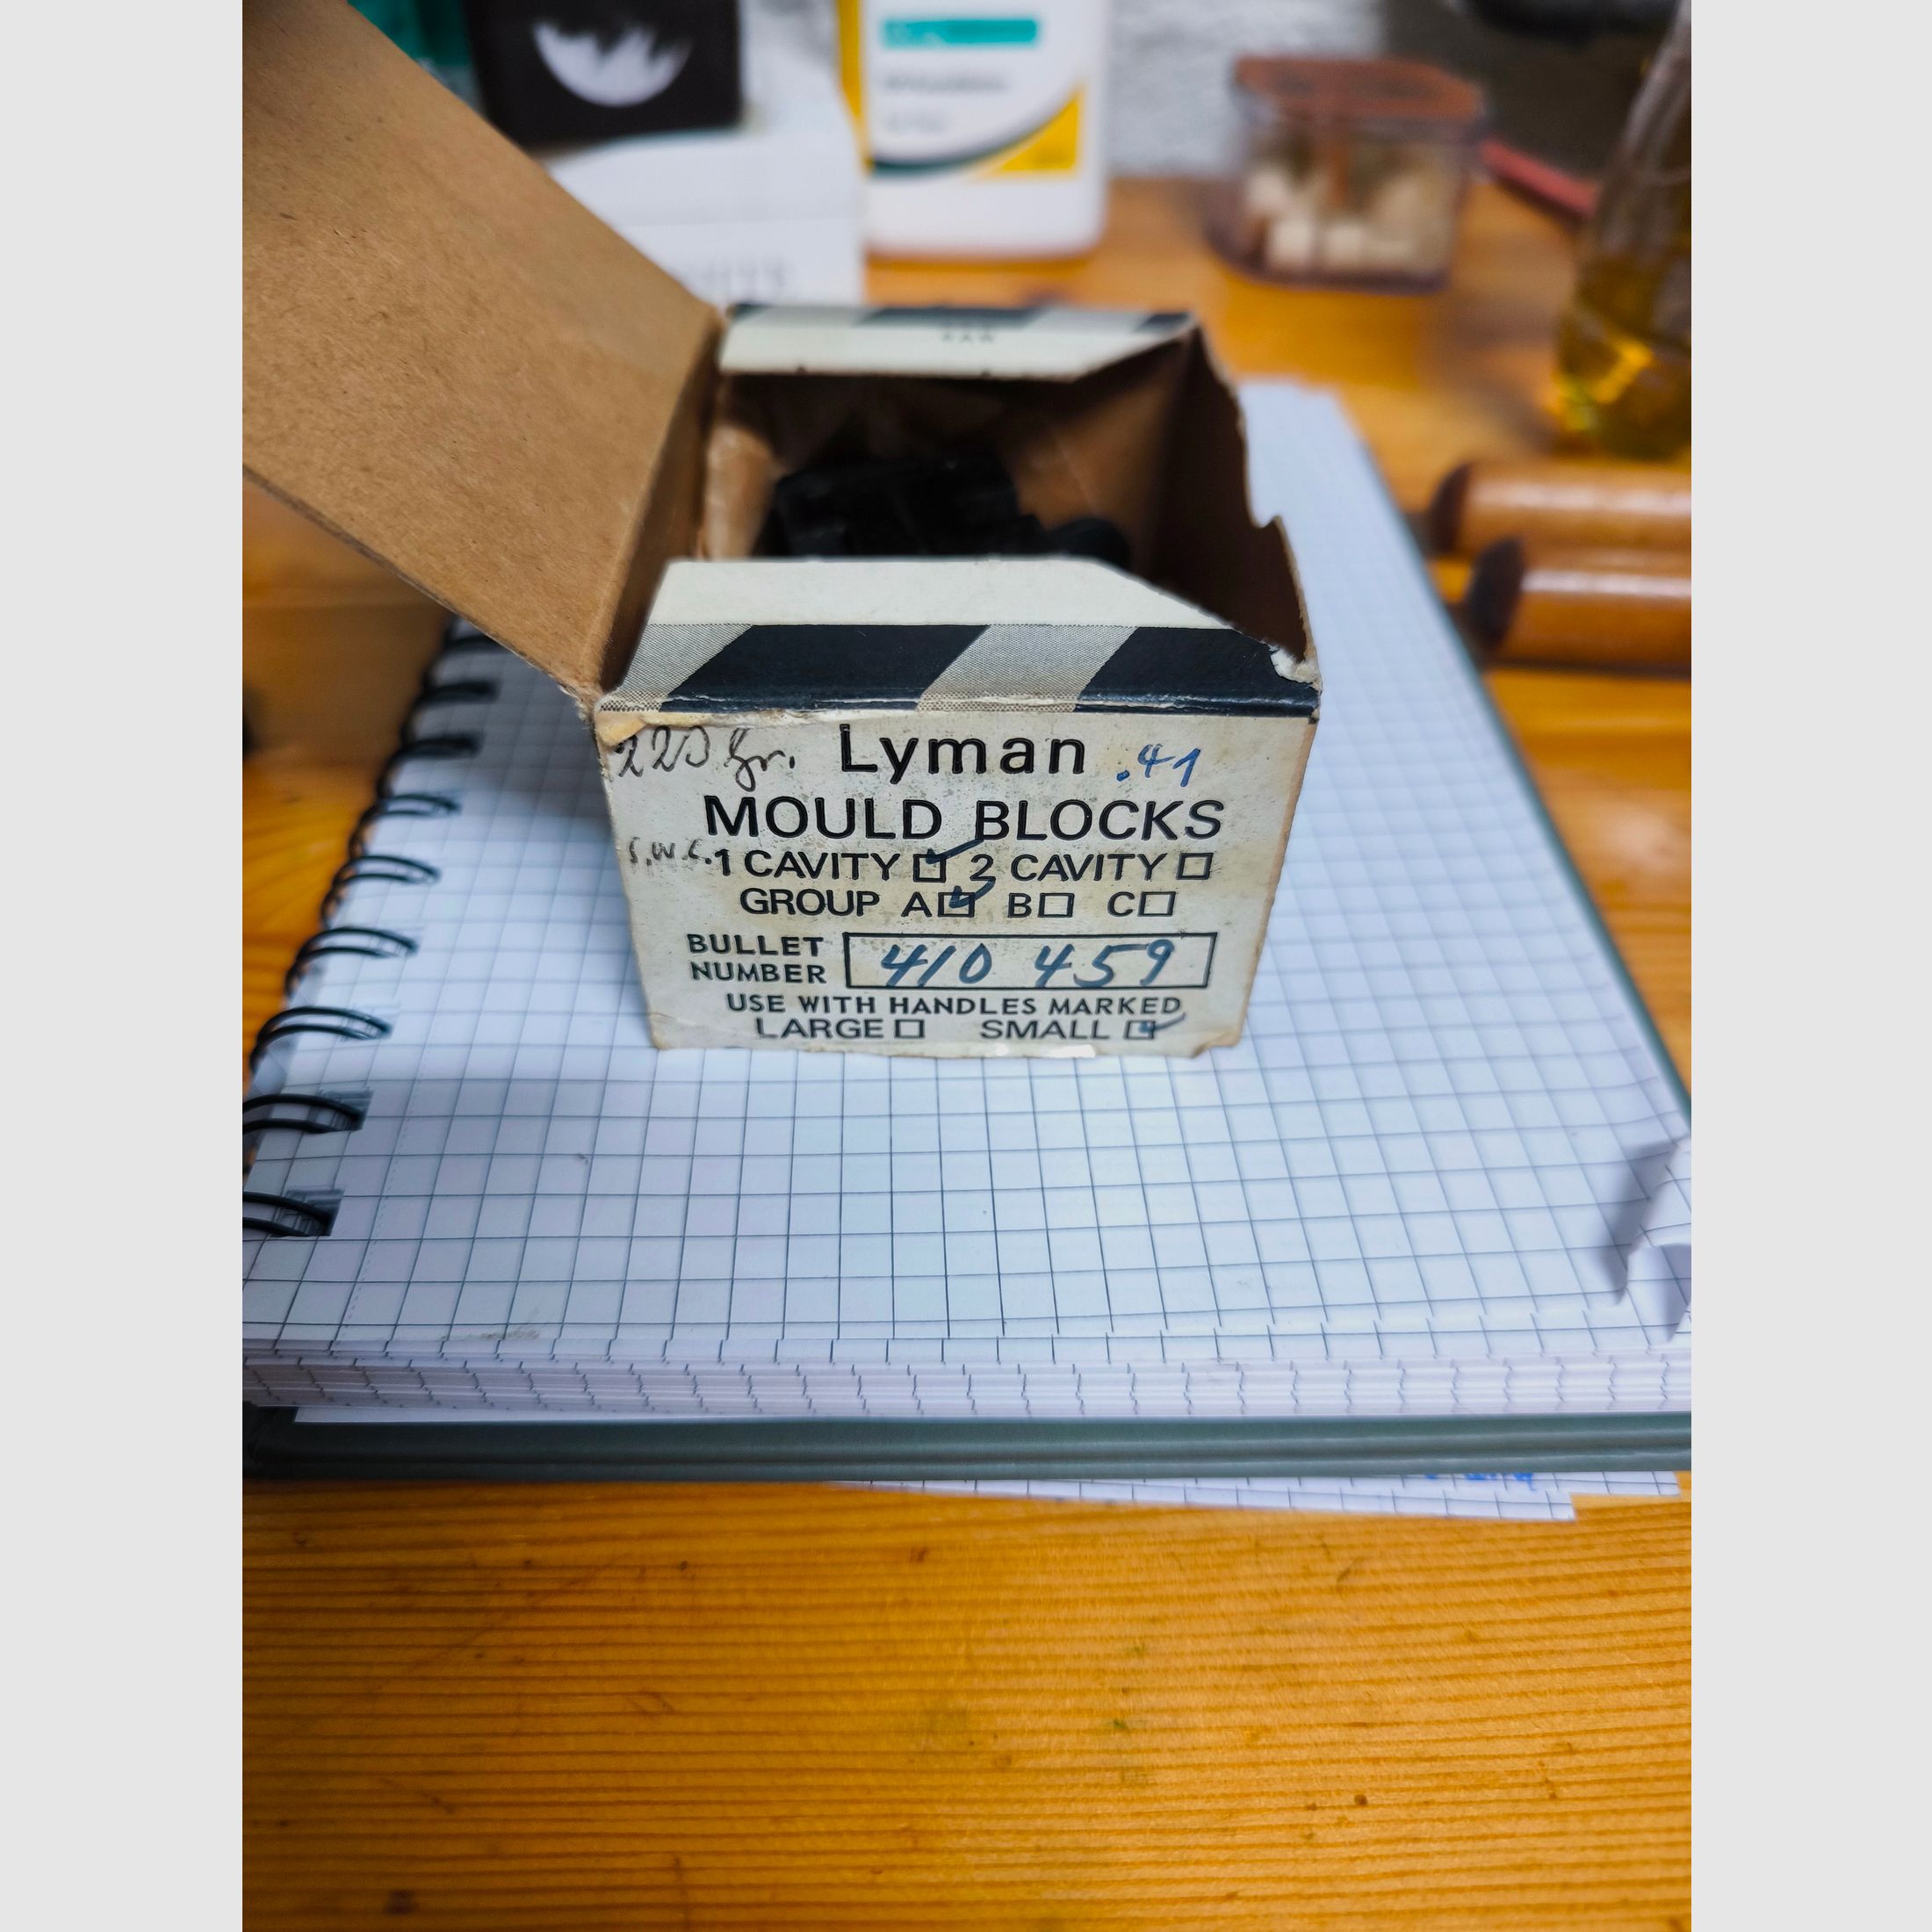 220 gr. Lyman .41
MOULD BLOCKS
S.W.C. 1 CAVITY ☑ 2 CAVITY ☐
GROUP A ☑ B ☐ C ☐
BULLET NUMBER 410 459
USE WITH HANDLES MARKED
LARGE ☐ SMALL ☑